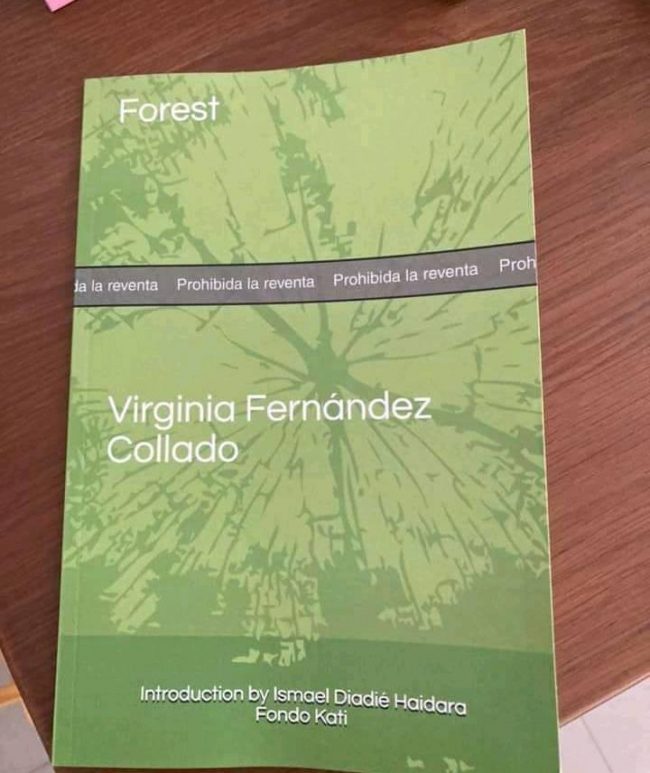 Forest
da la reventa Prohibida la reventa Prohibida la reventa Proh
Virginia Fernández
Collado
Introduction by Ismael Diadié Haidara
Fondo Kati